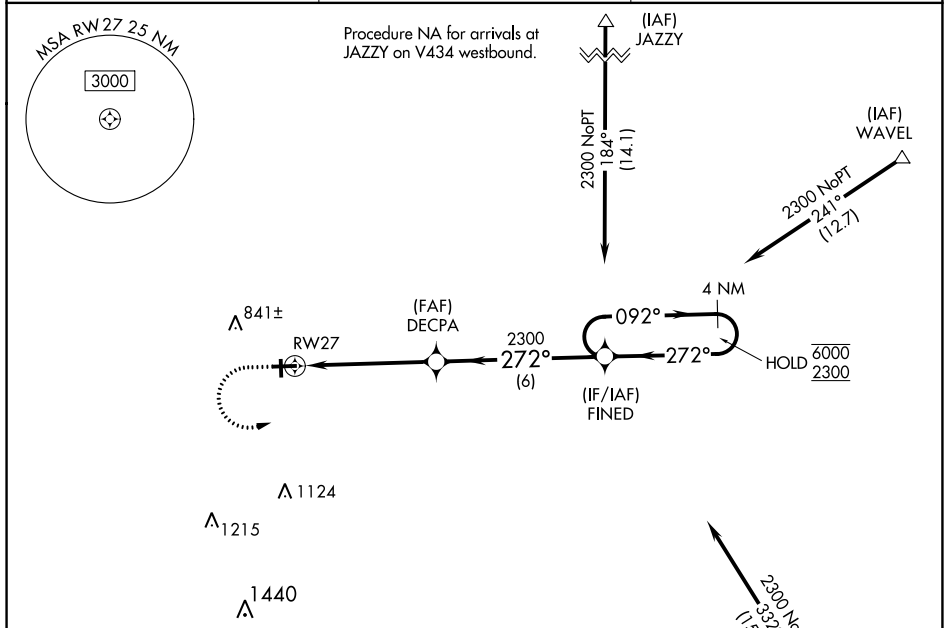 MSA RW27 25 NM
3000
Procedure NA for arrivals at
JAZZY on V434 westbound.
(IAF)
JAZZY
2300 NoPT
184°
(14.1)
(IAF)
WAVEL
2300 NoPT
241°
(12.7)
4 NM
092°
272°
HOLD
6000
2300
(IF/IAF)
FINED
2300
272°
(6)
(FAF)
DECPA
841±
RW27
1124
1215
1440
2300
332